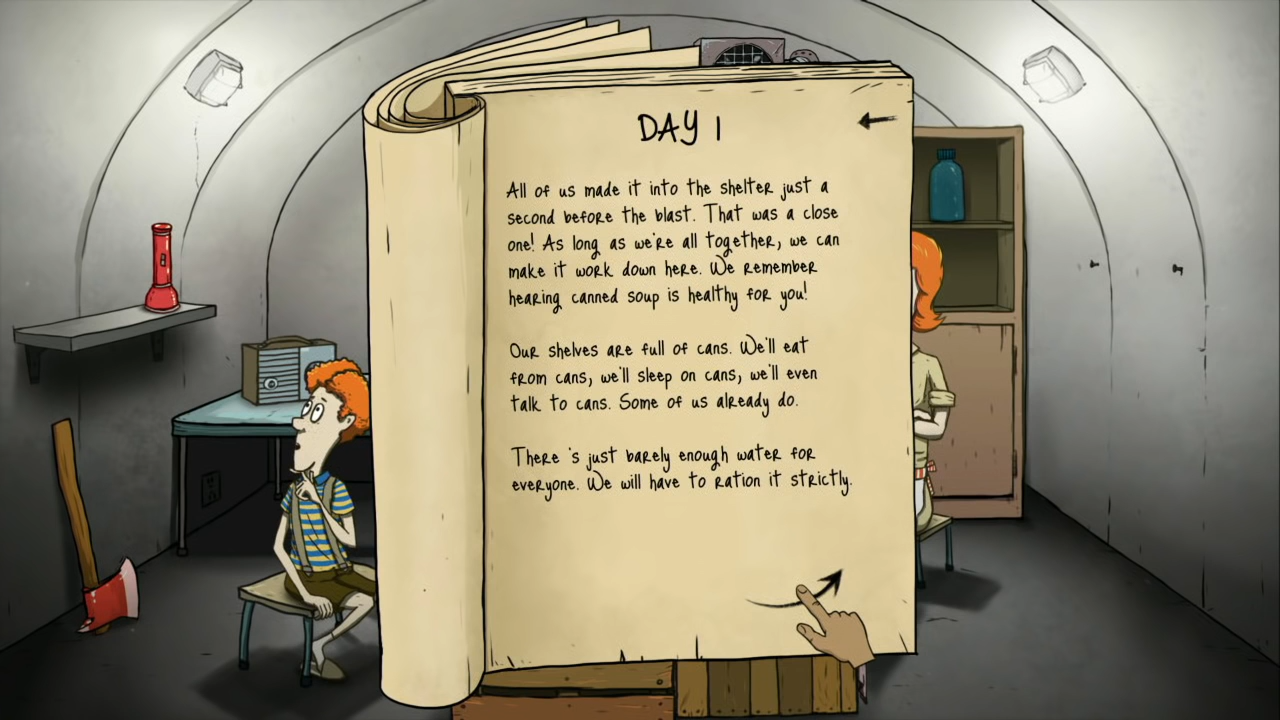 DAY 1
All of us made it into the shelter just a
second before the blast. That was a close
one! As long as we're all together, we can
make it work down here. We remember
hearing canned soup is healthy for you!
Our shelves are full of cans. We'll eat
from cans, we'll sleep on cans, we'll even
talk to cans. Some of us already do.
There 's just barely enough water for
everyone. We will have to ration it strictly.